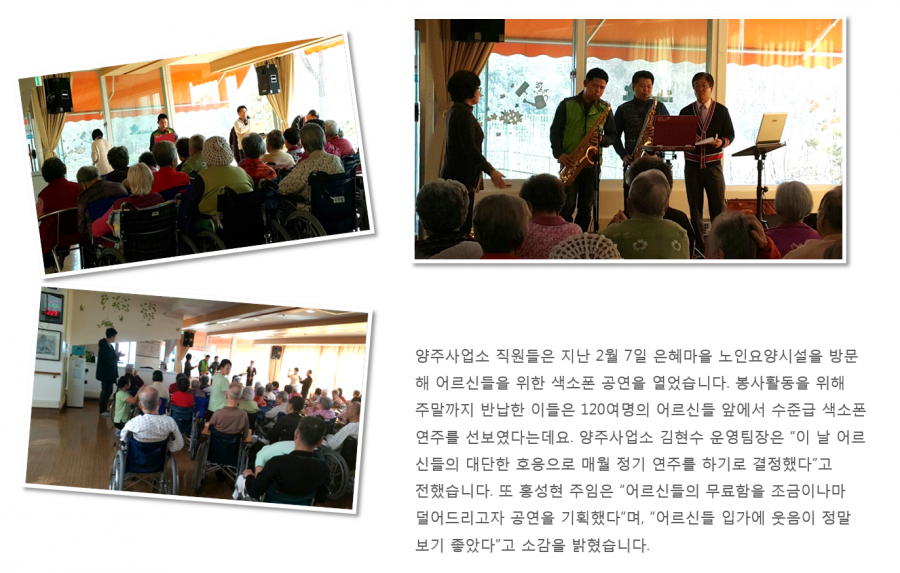 양주사업소 직원들은 지난 2월 7일 은혜마을 노인요양시설을 방문
해 어르신들을 위한 색소폰 공연을 열었습니다. 봉사활동을 위해
주말까지 반납한 이들은 120여명의 어르신들 앞에서 수준급 색소폰
연주를 선보였다는데요. 양주사업소 김현수 운영팀장은 “이 날 어르
신들의 대단한 호응으로 매월 정기 연주를 하기로 결정했다”고
전했습니다. 또 홍성현 주임은 “어르신들의 무료함을 조금이나마
덜어드리고자 공연을 기획했다”며, “어르신들 입가에 웃음이 정말
보기 좋았다”고 소감을 밝혔습니다.